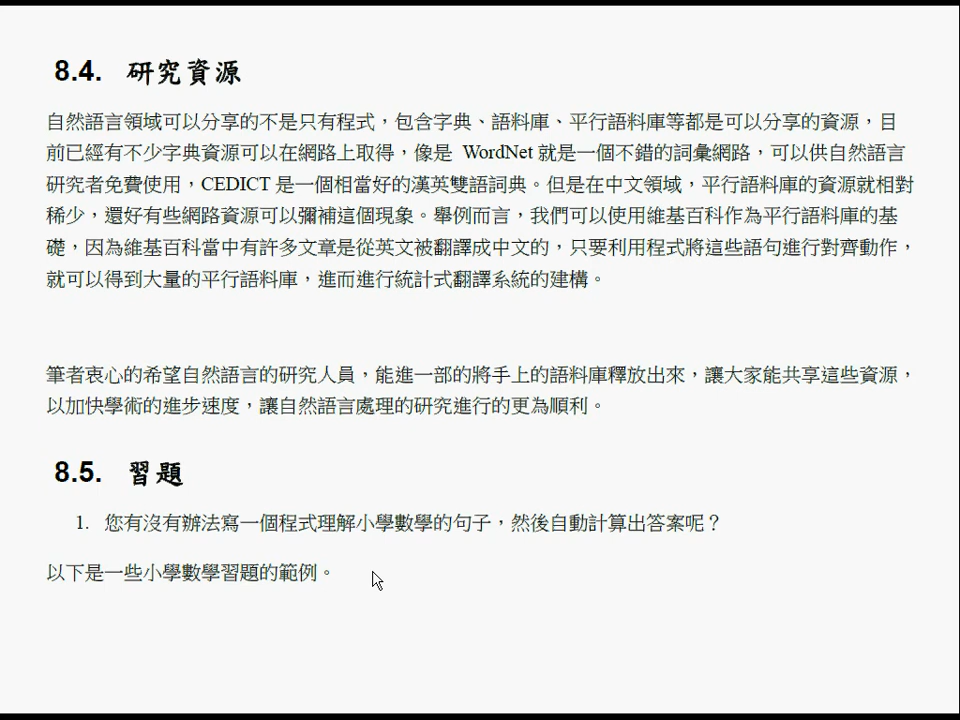 8.4. 研究資源
自然語言領域可以分享的不是只有程式，包含字典、語料庫、平行語料庫等都是可以分享的資源，目
前已經有不少字典資源可以在網路上取得，像是 WordNet 就是一個不錯的詞彙網路，可以供自然語言
研究者免費使用，CEDICT 是一個相當好的漢英雙語詞典。但是在中文領域，平行語料庫的資源就相對
稀少，還好有些網路資源可以彌補這個現象。舉例而言，我們可以使用維基百科作為平行語料庫的基
礎，因為維基百科當中有許多文章是從英文被翻譯成中文的，只要利用程式將這些語句進行對齊動作，
就可以得到大量的平行語料庫，進而進行統計式翻譯系統的建構。
筆者衷心的希望自然語言的研究人員，能進一部的將手上的語料庫釋放出來，讓大家能共享這些資源，
以加快學術的進步速度，讓自然語言處理的研究進行的更為順利。
8.5. 習題
1. 您有沒有辦法寫一個程式理解小學數學的句子，然後自動計算出答案呢？
以下是一些小學數學習題的範例。